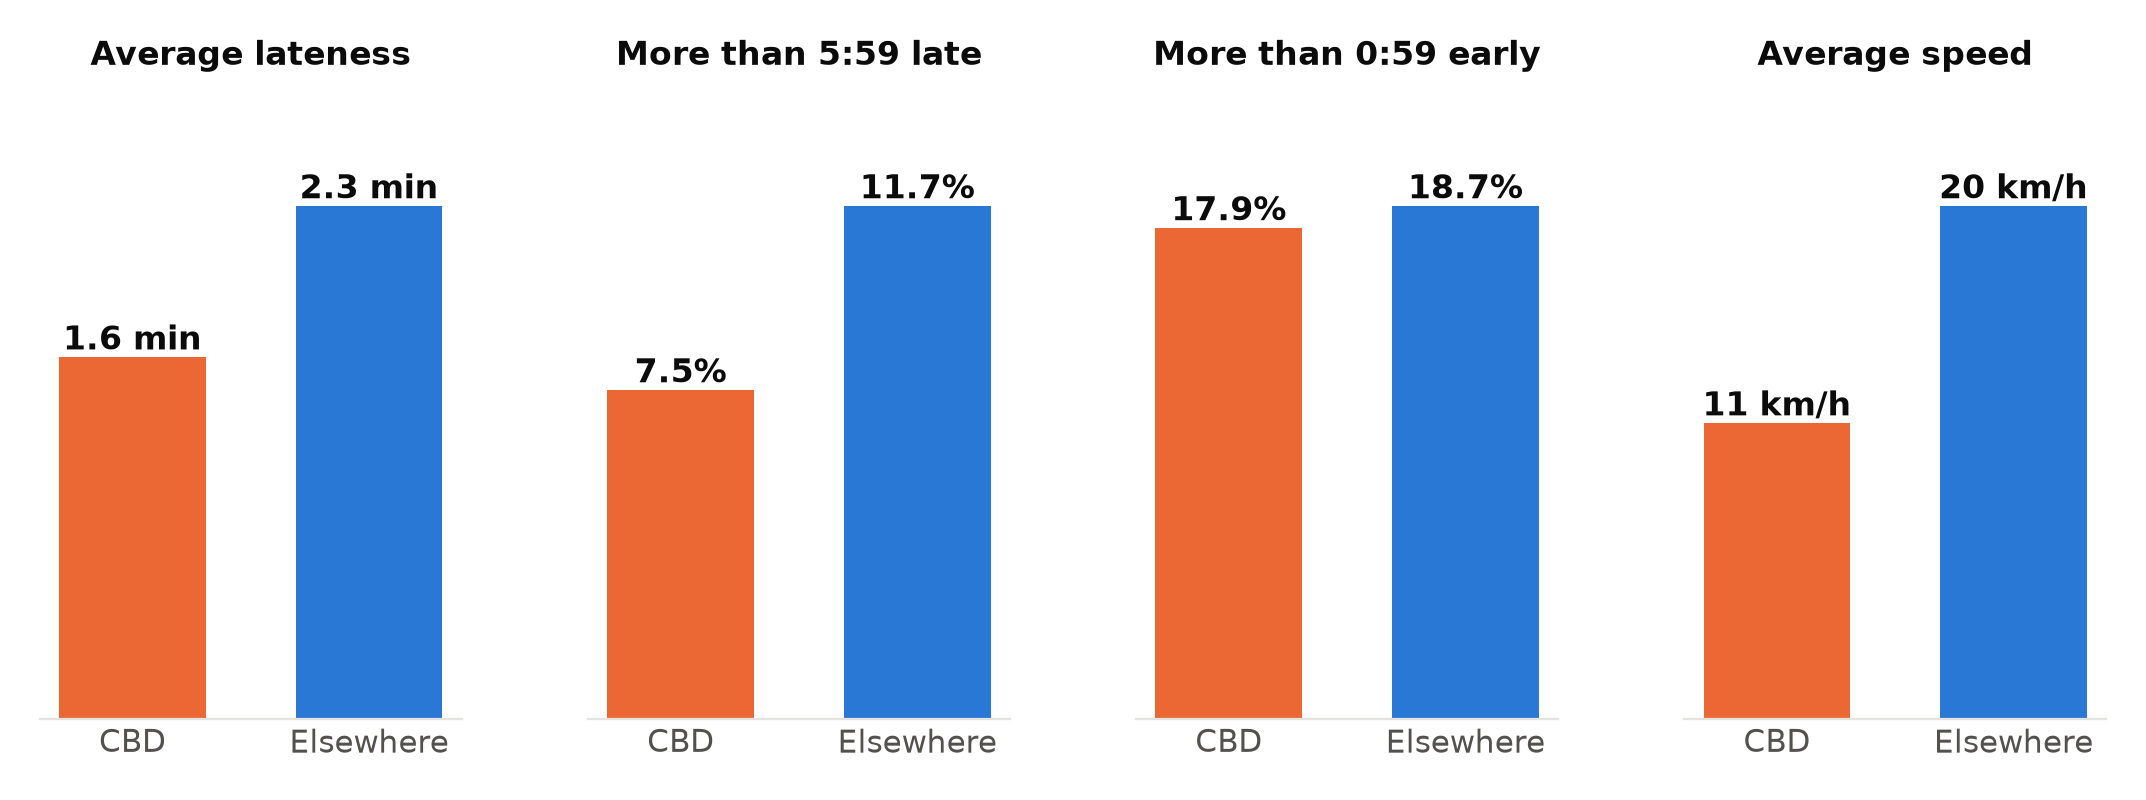 Average lateness
2.3 min
1.6 min
CBD
Elsewhere
More than 5:59 late
11.7%
7.5%
CBD
Elsewhere
More than 0:59 early
18.7%
17.9%
CBD
Elsewhere
Average speed
20 km/h
11 km/h
CBD
Elsewhere